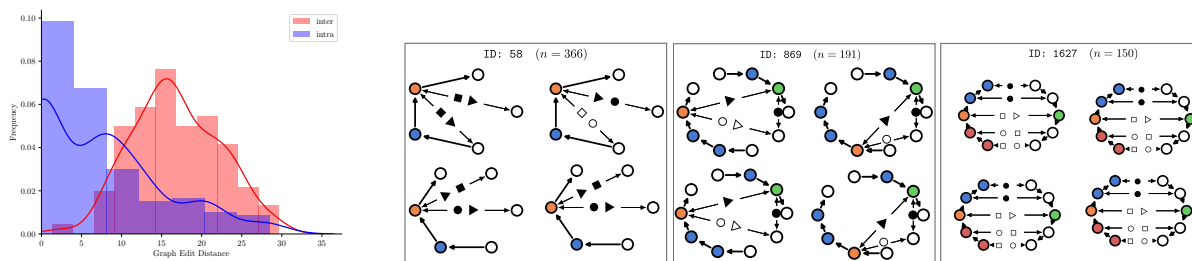 0.10
0.08
0.06
0.04
0.02
0.00
Frequency
0
5
10
15
20
25
30
35
Graph Edit Distance
inter
intra
ID: 58 (n = 366)
ID: 869 (n = 191)
ID: 1627 (n = 150)